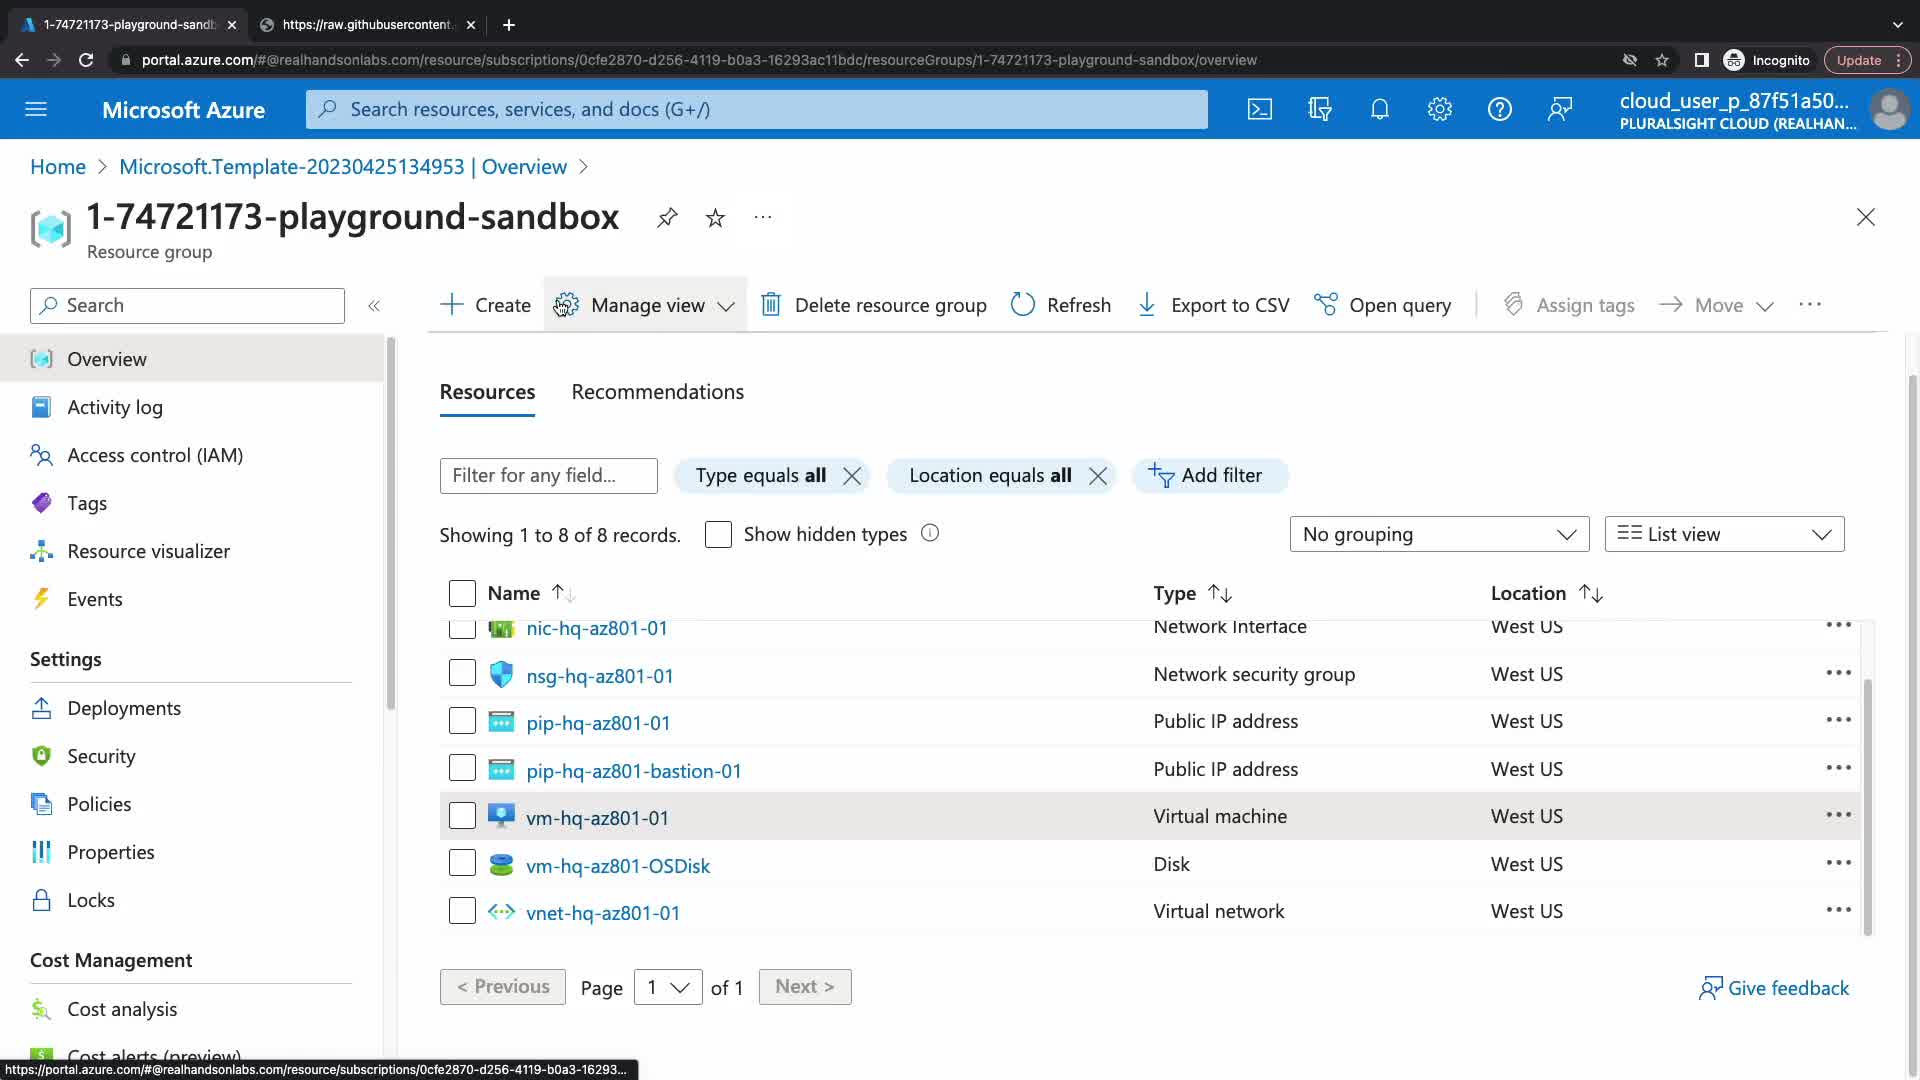 1-74721173-playground-sandb
https://raw.githubusercontent.
portal.azure.com/#@realhandsonlabs.com/resource/subscriptions/0cfe2870-d256-4119-b0a3-16293ac11bdc/resourceGroups/1-74721173-playground-sandbox/overview
Incognito
Update
Microsoft Azure
Search resources, services, and docs (G+/)
cloud_user_p_87f51a50...
PLURALSIGHT CLOUD (REALHAN...
Home > Microsoft.Template-20230425134953 | Overview >
1-74721173-playground-sandbox
Resource group
Search
Create
Manage view
Delete resource group
Refresh
Export to CSV
Open query
Assign tags
Move
Overview
Activity log
Access control (IAM)
Tags
Resource visualizer
Events
Settings
Deployments
Security
Policies
Properties
Locks
Cost Management
Cost analysis
Cost alerts (preview)
Resources
Recommendations
Filter for any field...
Type equals all
Location equals all
Add filter
Showing 1 to 8 of 8 records.
Show hidden types
No grouping
List view
Name Type Location
nic-hq-az801-01 Network Interface West US
nsg-hq-az801-01 Network security group West US
pip-hq-az801-01 Public IP address West US
pip-hq-az801-bastion-01 Public IP address West US
vm-hq-az801-01 Virtual machine West US
vm-hq-az801-OSDisk Disk West US
vnet-hq-az801-01 Virtual network West US
< Previous Page 1 of 1 Next >
Give feedback
https://portal.azure.com/#@realhandsonlabs.com/resource/subscriptions/0cfe2870-d256-4119-b0a3-16293...